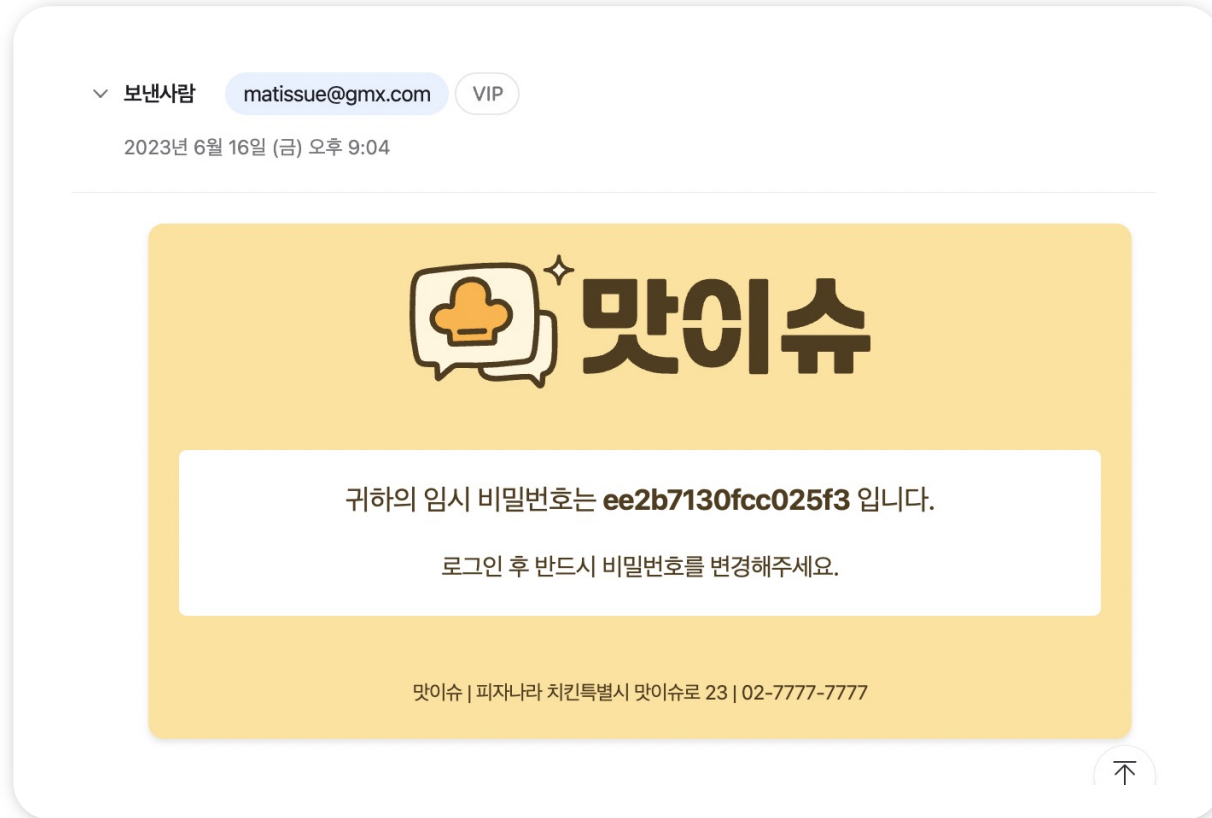 보낸사람 matissue@gmx.com VIP
2023년 6월 16일 (금) 오후 9:04
맛이슈
귀하의 임시 비밀번호는 ee2b7130fcc025f3 입니다.
로그인 후 반드시 비밀번호를 변경해주세요.
맛이슈 | 피자나라 치킨특별시 맛이슈로 23 | 02-7777-7777